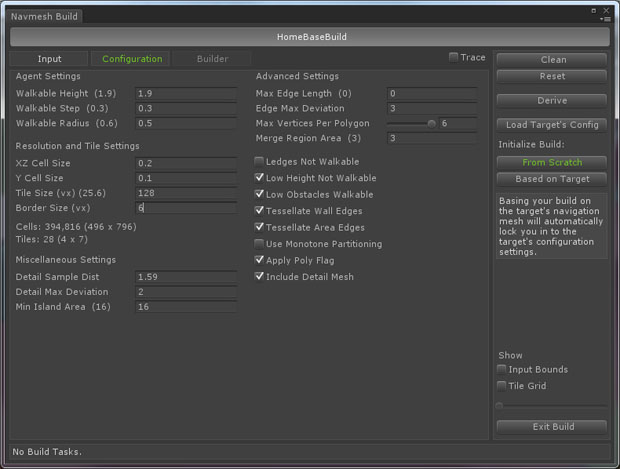 Navmesh Build
HomeBaseBuild
Input
Configuration
Builder
Trace
Agent Settings
Walkable Height (1.9) 1.9
Walkable Step (0.3) 0.3
Walkable Radius (0.6) 0.5
Resolution and Tile Settings
XZ Cell Size 0.2
Y Cell Size 0.1
Tile Size (vx) (25.6) 128
Border Size (vx) 6
Cells: 394,816 (496 x 796)
Tiles: 28 (4 x 7)
Miscellaneous Settings
Detail Sample Dist 1.59
Detail Max Deviation 2
Min Island Area (16) 16
Advanced Settings
Max Edge Length (0) 0
Edge Max Deviation 3
Max Vertices Per Polygon 6
Merge Region Area (3) 3
Ledges Not Walkable
Low Height Not Walkable
Low Obstacles Walkable
Tessellate Wall Edges
Tessellate Area Edges
Use Monotone Partitioning
Apply Poly Flag
Include Detail Mesh
Clean
Reset
Derive
Load Target's Config
Initialize Build:
From Scratch
Based on Target
Basing your build on
the target's navigation
mesh will automatically
lock you in to the
target's configuration
settings.
Show
Input Bounds
Tile Grid
Exit Build
No Build Tasks.